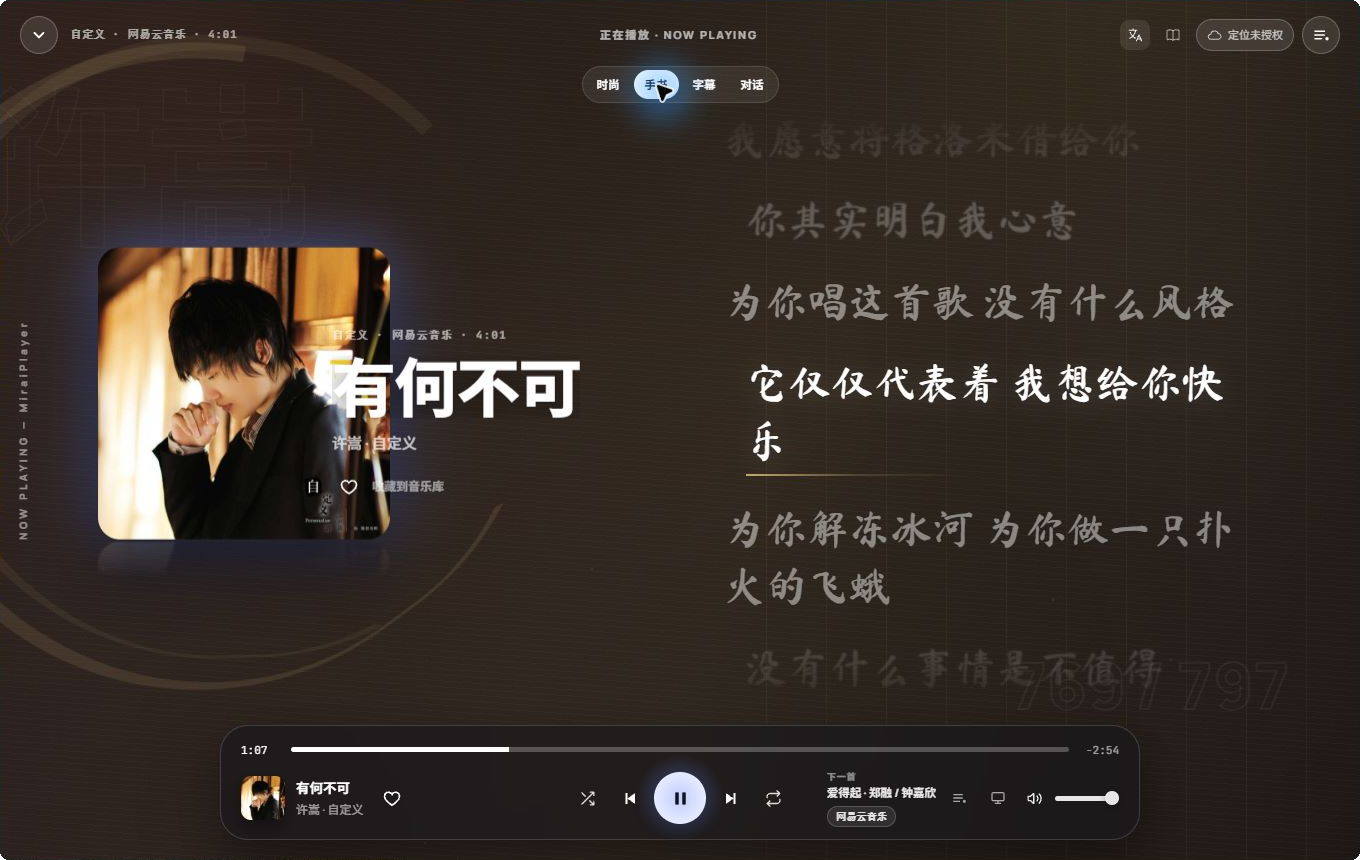 自定义 · 网易云音乐 · 4:01
正在播放 · NOW PLAYING
定位未授权
时尚 手书 字幕 对话
许嵩
我愿意将格洛米借给你
你其实明白我心意
为你唱这首歌 没有什么风格
它仅仅代表着 我想给你快
乐
为你解冻冰河 为你做一只扑
火的飞蛾
没有什么事情是不值得
7697 797
NOW PLAYING — MiraiPlayer
自定义 · 网易云音乐 · 4:01
有何不可
许嵩 · 自定义
收藏到音乐库
自定义
Personalize
1:07
-2:54
有何不可
许嵩 · 自定义
下一首
爱得起 · 郑融 / 钟嘉欣
网易云音乐